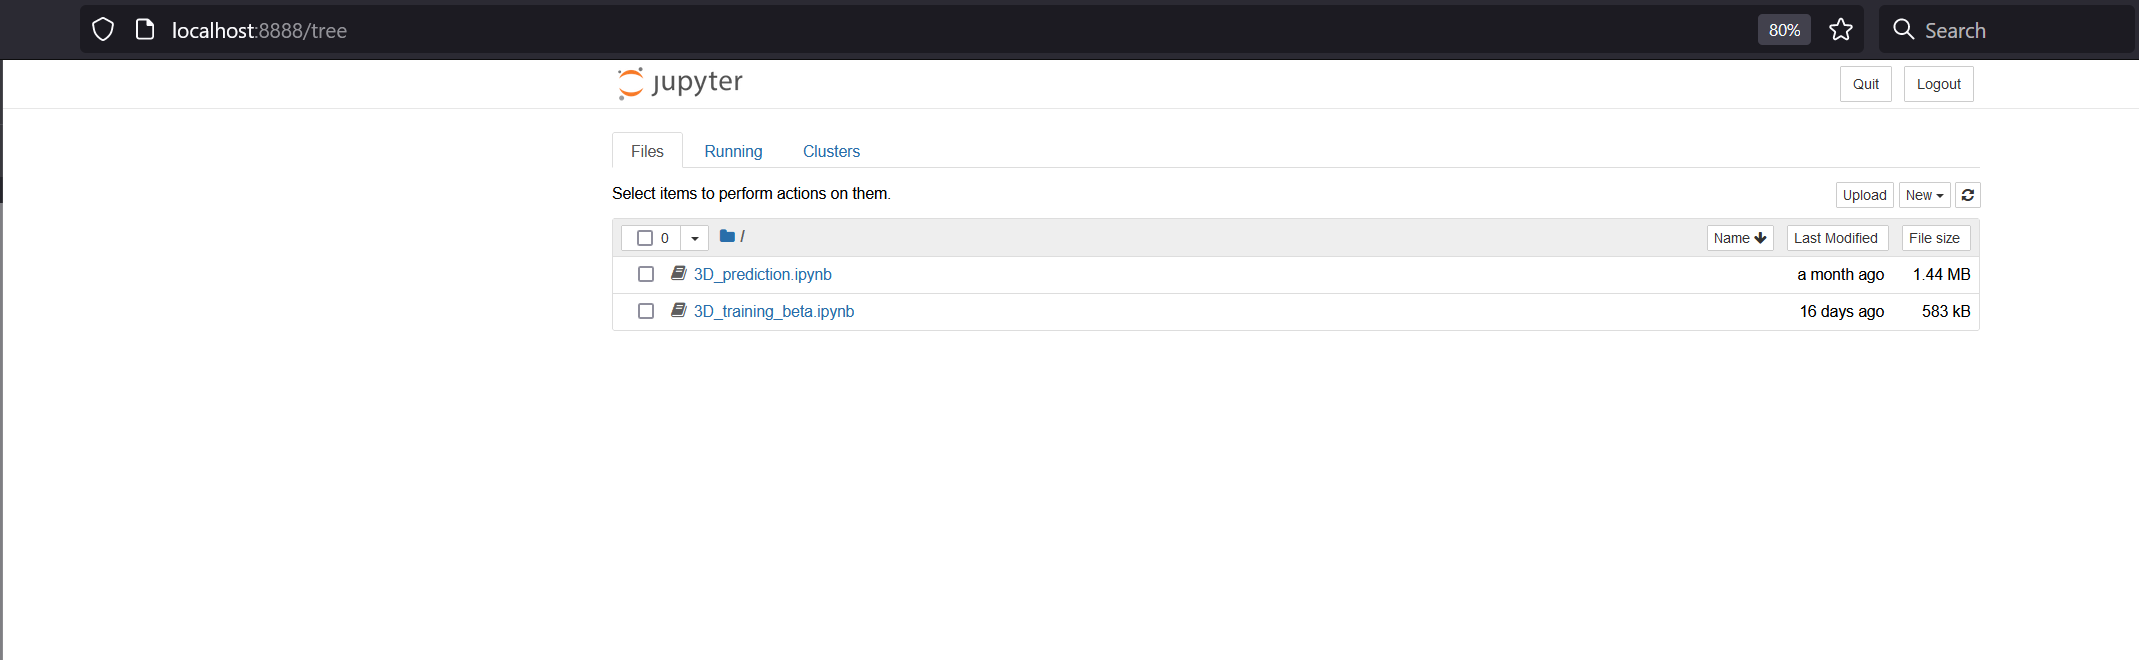 localhost:8888/tree 80% Search
jupyter Quit Logout
Files Running Clusters
Select items to perform actions on them. Upload New
0 / Name Last Modified File size
3D_prediction.ipynb a month ago 1.44 MB
3D_training_beta.ipynb 16 days ago 583 kB